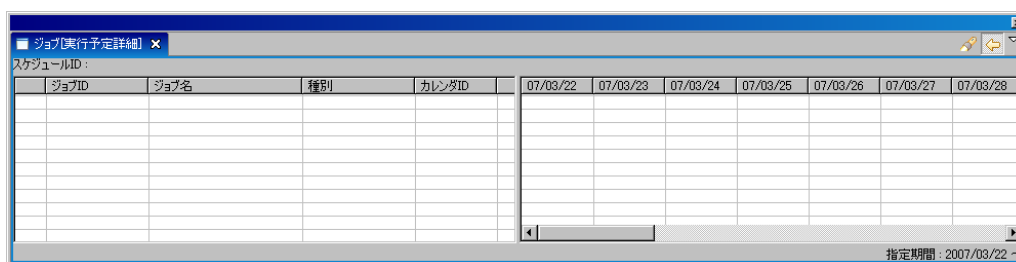 ジョブ[実行予定詳細]
スケジュールID :
ジョブID ジョブ名 種別 カレンダID 07/03/22 07/03/23 07/03/24 07/03/25 07/03/26 07/03/27 07/03/28
指定期間 : 2007/03/22 ~